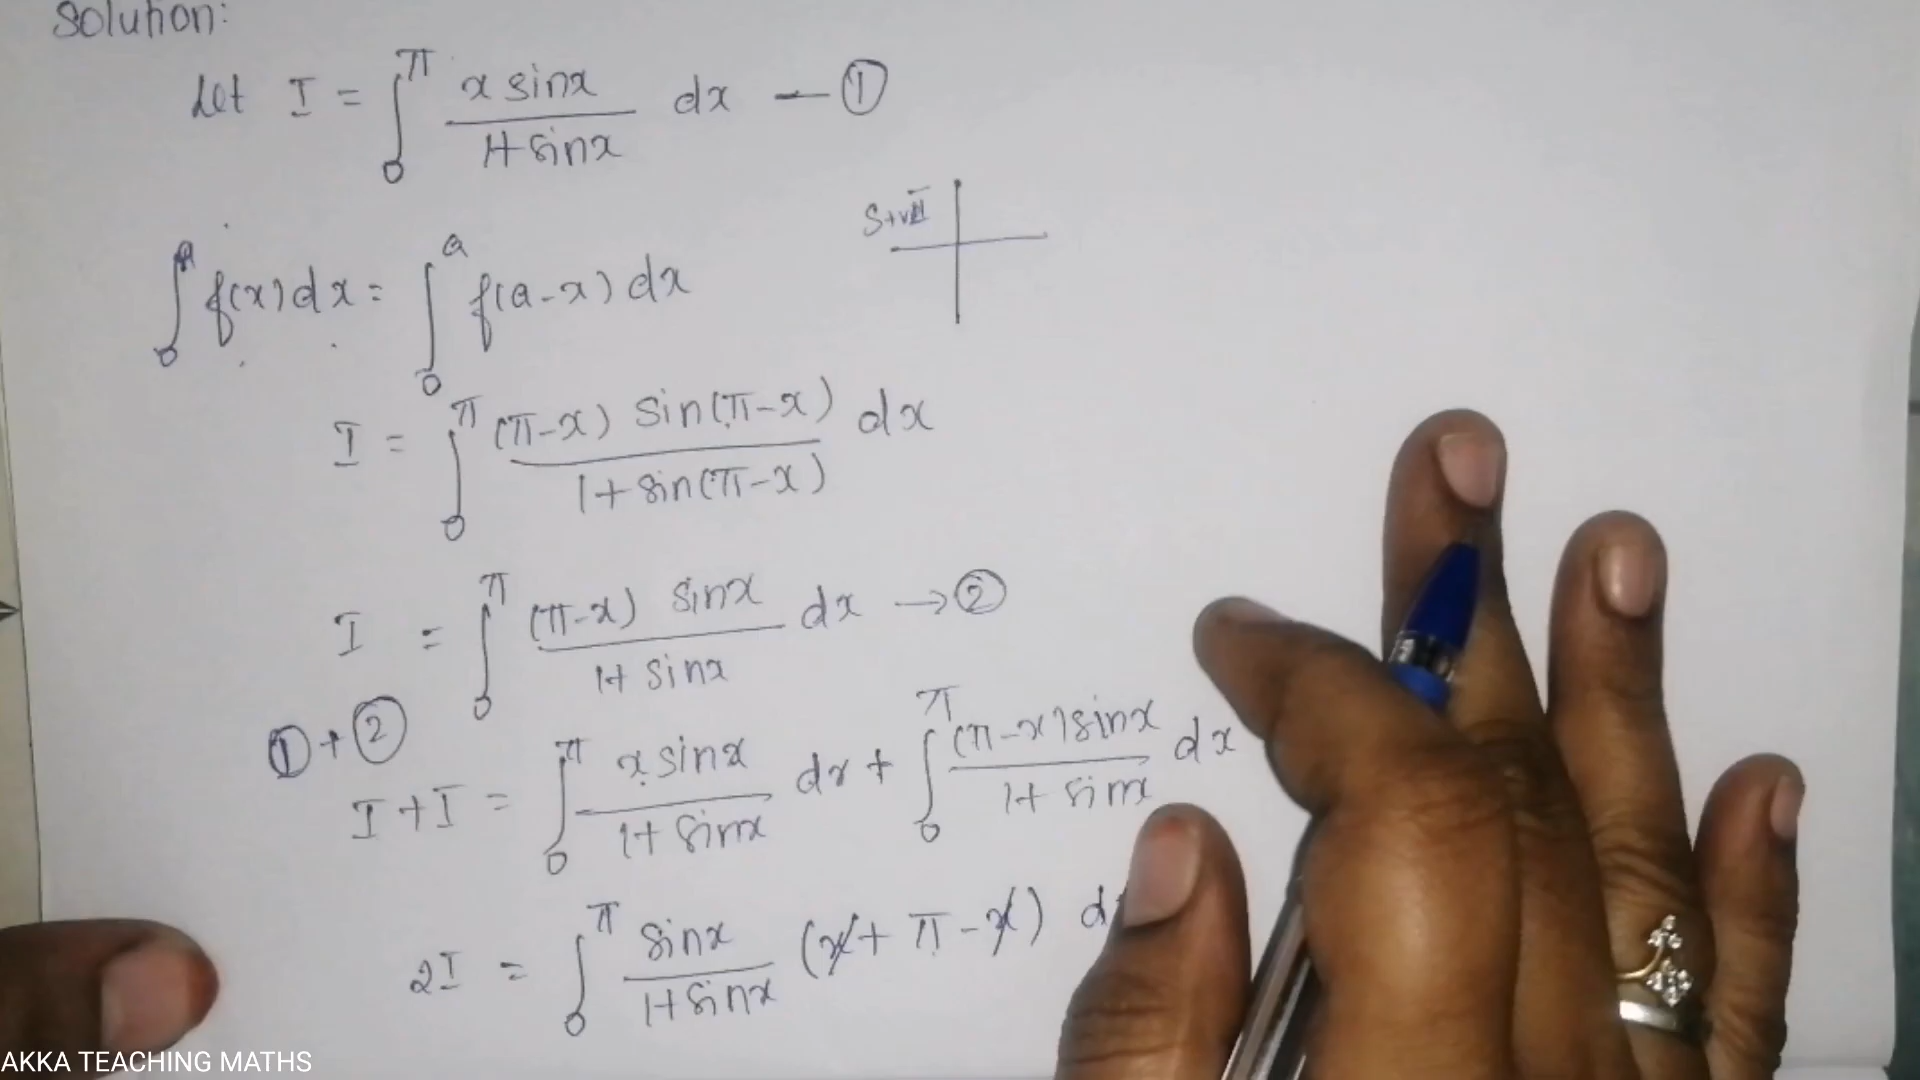 Solution:
Let I = ∫₀^π x sinx / 1+sinx dx — ①
S+ve II
∫₀^a f(x)dx = ∫₀^a f(a-x)dx
I = ∫₀^π (π-x) sin(π-x) / 1+sin(π-x) dx
I = ∫₀^π (π-x) sinx / 1+sinx dx → ②
①+②
I+I = ∫₀^π x sinx / 1+sinx dx + ∫₀^π (π-x)sinx / 1+sinx dx
2I = ∫₀^π sinx / 1+sinx (x+π-x)
AKKA TEACHING MATHS